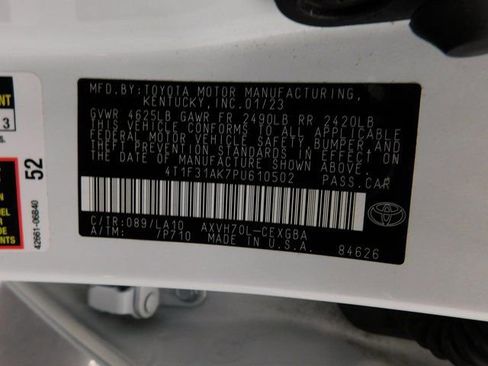 MFD.BY:TOYOTA MOTOR MANUFACTURING,
KENTUCKY, INC. 01/23
GVWR 4625LB GAWR FR 2490LB RR 2420LB
THIS VEHICLE CONFORMS TO ALL APPLICABLE
FEDERAL MOTOR VEHICLE SAFETY, BUMPER, AND
THEFT PREVENTION STANDARDS IN EFFECT ON
THE DATE OF MANUFACTURE SHOWN ABOVE.
4T1F31AK7PU610502 PASS.CAR
C/TR:089/LA10 AXVH70L-CEXGBA
A/TM: /P710 MADE IN U.S.A. 84626
52
42661-06B40
3